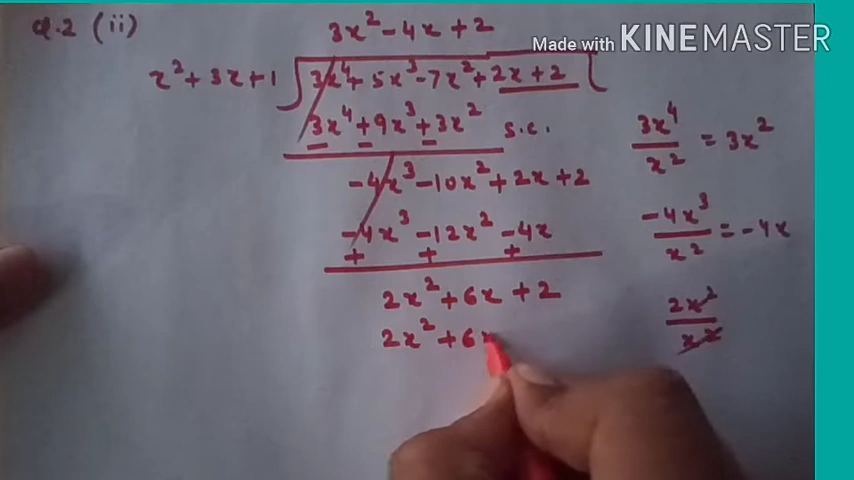 Q.2 (ii)
3x² - 4x + 2
Made with KINEMASTER
x² + 3x + 1 ) 3x⁴ + 5x³ - 7x² + 2x + 2 (
3x⁴ + 9x³ + 3x² S.C.
- - -
3x⁴/x² = 3x²
-4x³ - 10x² + 2x + 2
-4x³ - 12x² - 4x
+ + +
-4x³/x² = -4x
2x² + 6x + 2
2x² + 6x
2x²/x²